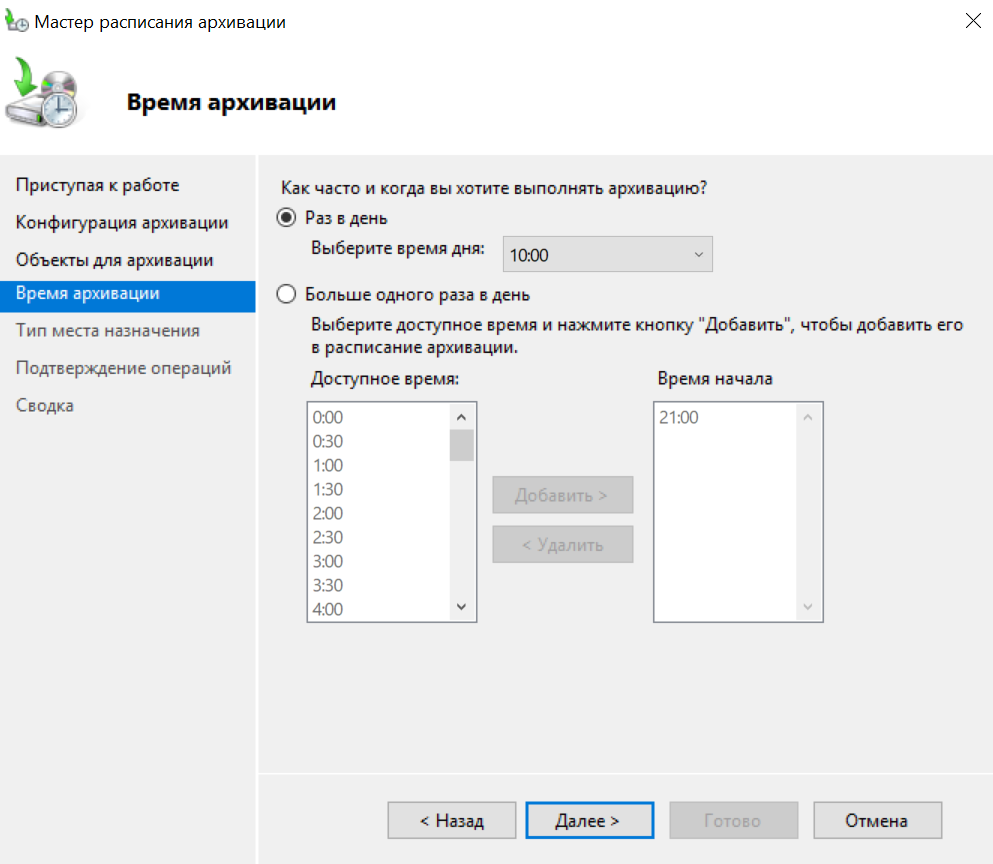 Мастер расписания архивации
Время архивации
Приступая к работе
Конфигурация архивации
Объекты для архивации
Время архивации
Тип места назначения
Подтверждение операций
Сводка
Как часто и когда вы хотите выполнять архивацию?
Раз в день
Выберите время дня: 10:00
Больше одного раза в день
Выберите доступное время и нажмите кнопку "Добавить", чтобы добавить его
в расписание архивации.
Доступное время:
0:00
0:30
1:00
1:30
2:00
2:30
3:00
3:30
4:00
Добавить >
< Удалить
Время начала
21:00
< Назад Далее > Готово Отмена